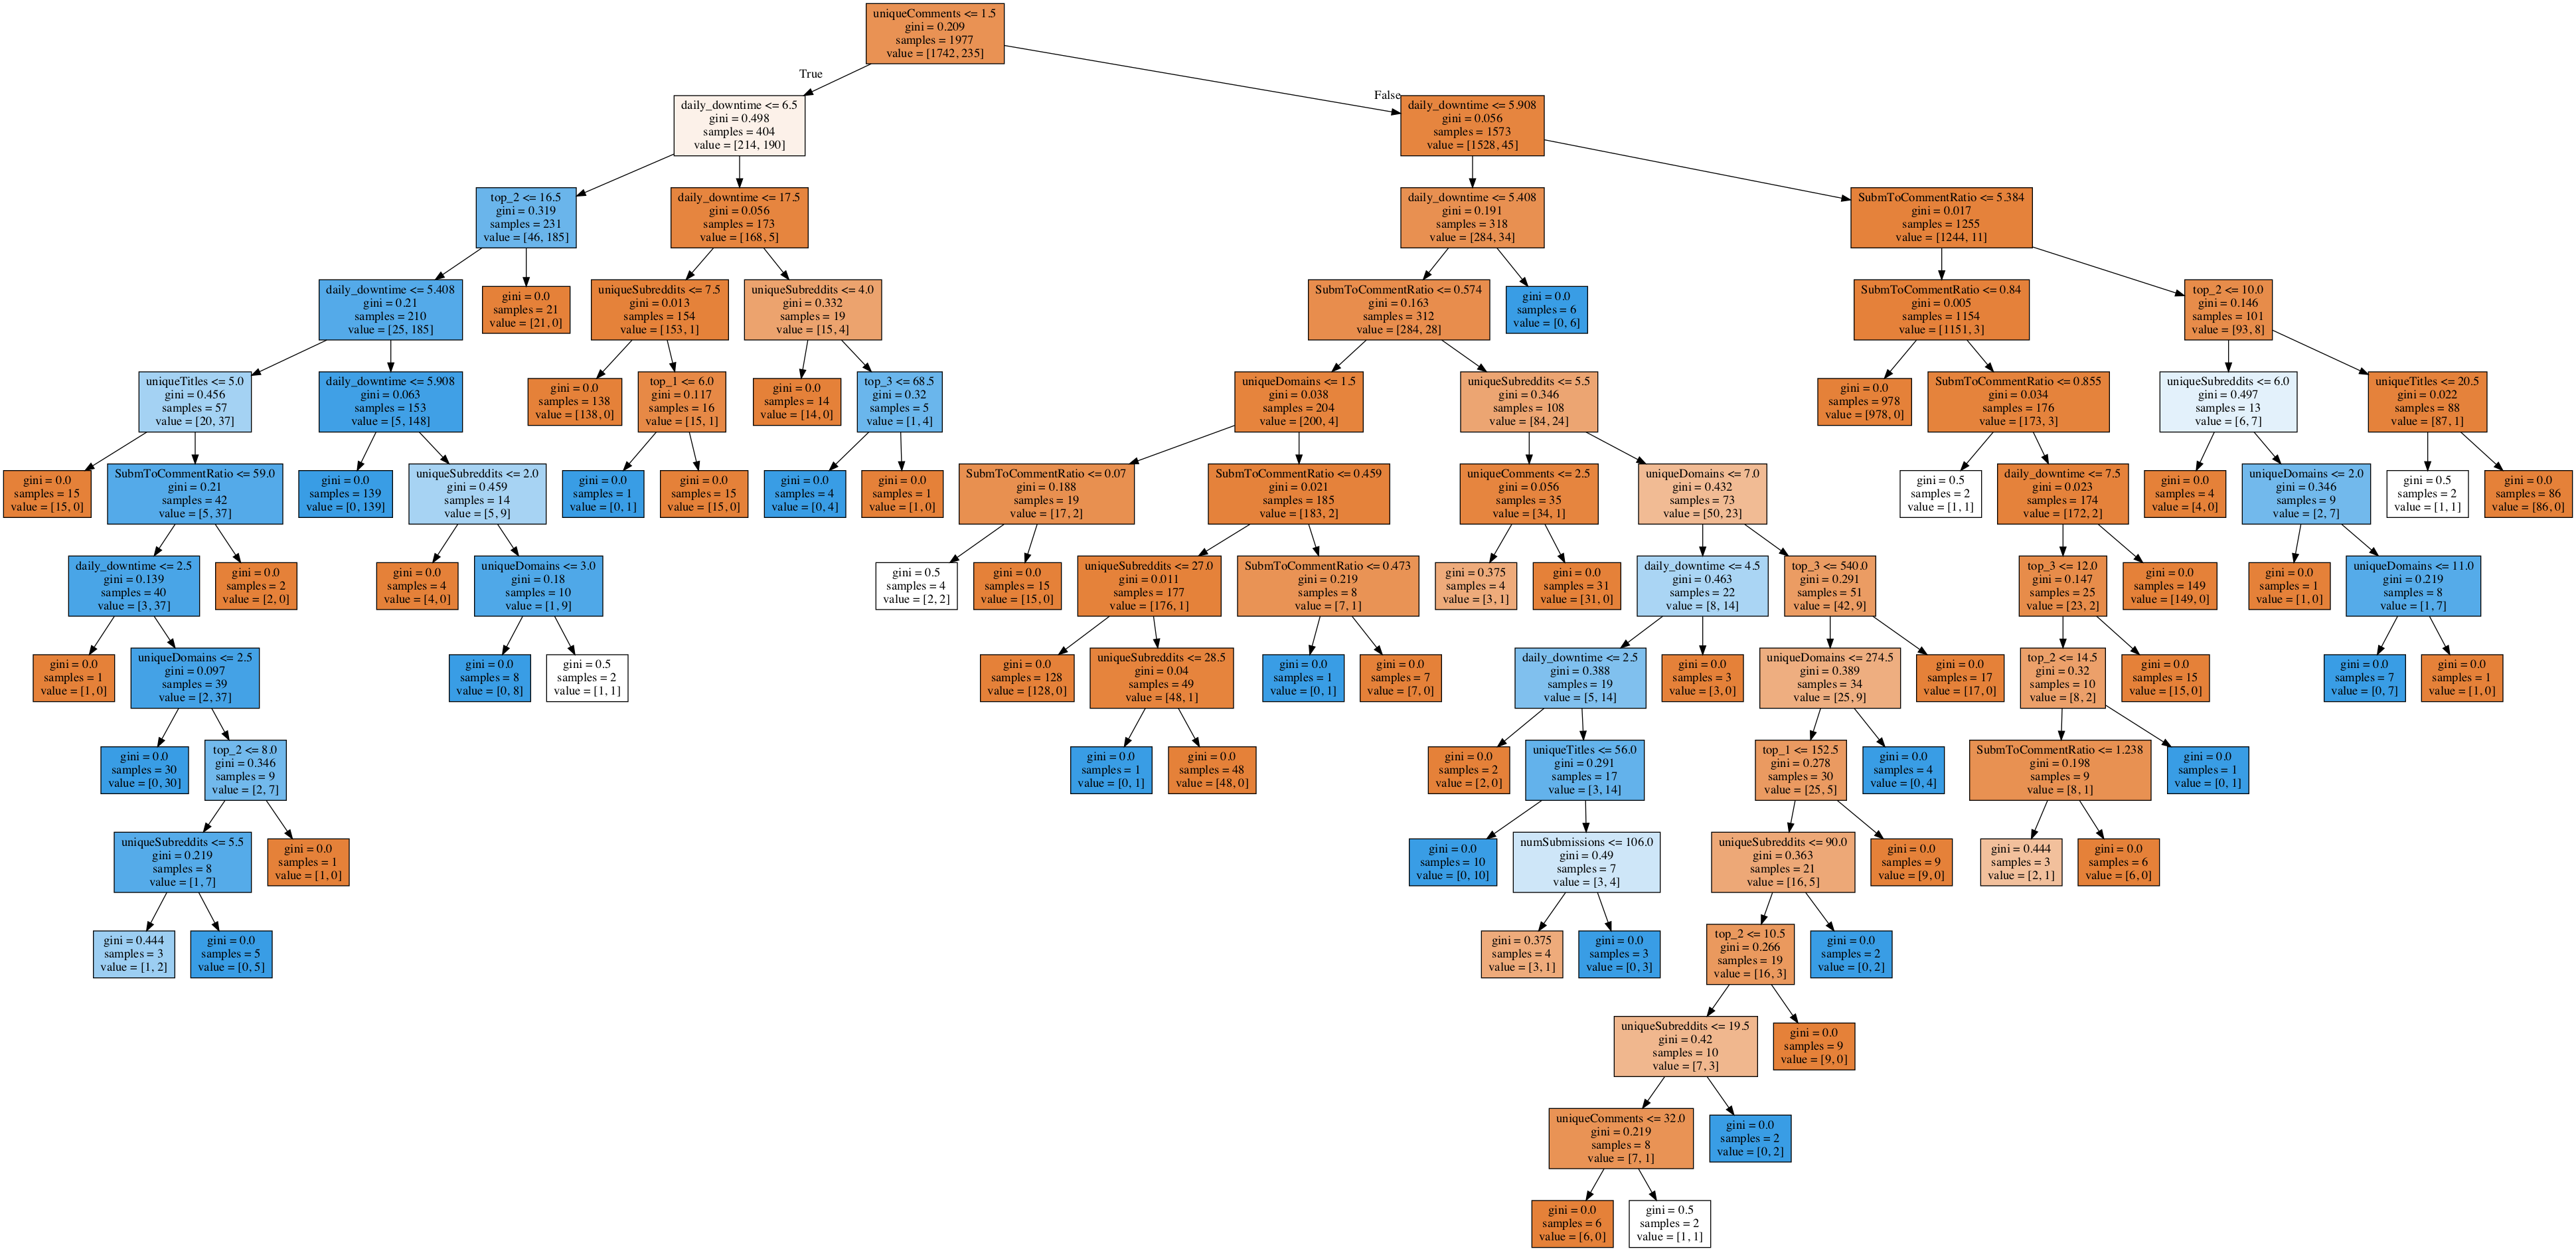 uniqueComments <= 1.5
gini = 0.209
samples = 1977
value = [1742, 235]
True
False
daily_downtime <= 6.5
gini = 0.498
samples = 404
value = [214, 190]
daily_downtime <= 5.908
gini = 0.056
samples = 1573
value = [1528, 45]
top_2 <= 16.5
gini = 0.319
samples = 231
value = [46, 185]
daily_downtime <= 17.5
gini = 0.056
samples = 173
value = [168, 5]
daily_downtime <= 5.408
gini = 0.191
samples = 318
value = [284, 34]
SubmToCommentRatio <= 5.384
gini = 0.017
samples = 1255
value = [1244, 11]
daily_downtime <= 5.408
gini = 0.21
samples = 210
value = [25, 185]
gini = 0.0
samples = 21
value = [21, 0]
uniqueSubreddits <= 7.5
gini = 0.013
samples = 154
value = [153, 1]
uniqueSubreddits <= 4.0
gini = 0.332
samples = 19
value = [15, 4]
SubmToCommentRatio <= 0.574
gini = 0.163
samples = 312
value = [284, 28]
gini = 0.0
samples = 6
value = [0, 6]
SubmToCommentRatio <= 0.84
gini = 0.005
samples = 1154
value = [1151, 3]
top_2 <= 10.0
gini = 0.146
samples = 101
value = [93, 8]
uniqueTitles <= 5.0
gini = 0.456
samples = 57
value = [20, 37]
daily_downtime <= 5.908
gini = 0.063
samples = 153
value = [5, 148]
gini = 0.0
samples = 138
value = [138, 0]
top_1 <= 6.0
gini = 0.117
samples = 16
value = [15, 1]
gini = 0.0
samples = 14
value = [14, 0]
top_3 <= 68.5
gini = 0.32
samples = 5
value = [1, 4]
uniqueDomains <= 1.5
gini = 0.038
samples = 204
value = [200, 4]
uniqueSubreddits <= 5.5
gini = 0.346
samples = 108
value = [84, 24]
gini = 0.0
samples = 978
value = [978, 0]
SubmToCommentRatio <= 0.855
gini = 0.034
samples = 176
value = [173, 3]
uniqueSubreddits <= 6.0
gini = 0.497
samples = 13
value = [6, 7]
uniqueTitles <= 20.5
gini = 0.022
samples = 88
value = [87, 1]
gini = 0.0
samples = 15
value = [15, 0]
SubmToCommentRatio <= 59.0
gini = 0.21
samples = 42
value = [5, 37]
gini = 0.0
samples = 139
value = [0, 139]
uniqueSubreddits <= 2.0
gini = 0.459
samples = 14
value = [5, 9]
gini = 0.0
samples = 1
value = [0, 1]
gini = 0.0
samples = 15
value = [15, 0]
gini = 0.0
samples = 4
value = [0, 4]
gini = 0.0
samples = 1
value = [1, 0]
SubmToCommentRatio <= 0.07
gini = 0.188
samples = 19
value = [17, 2]
SubmToCommentRatio <= 0.459
gini = 0.021
samples = 185
value = [183, 2]
uniqueComments <= 2.5
gini = 0.056
samples = 35
value = [34, 1]
uniqueDomains <= 7.0
gini = 0.432
samples = 73
value = [50, 23]
gini = 0.5
samples = 2
value = [1, 1]
daily_downtime <= 7.5
gini = 0.023
samples = 174
value = [172, 2]
gini = 0.0
samples = 4
value = [4, 0]
uniqueDomains <= 2.0
gini = 0.346
samples = 9
value = [2, 7]
gini = 0.5
samples = 2
value = [1, 1]
gini = 0.0
samples = 86
value = [86, 0]
daily_downtime <= 2.5
gini = 0.139
samples = 40
value = [3, 37]
gini = 0.0
samples = 2
value = [2, 0]
gini = 0.0
samples = 4
value = [4, 0]
uniqueDomains <= 3.0
gini = 0.18
samples = 10
value = [1, 9]
gini = 0.5
samples = 4
value = [2, 2]
gini = 0.0
samples = 15
value = [15, 0]
uniqueSubreddits <= 27.0
gini = 0.011
samples = 177
value = [176, 1]
SubmToCommentRatio <= 0.473
gini = 0.219
samples = 8
value = [7, 1]
gini = 0.375
samples = 4
value = [3, 1]
gini = 0.0
samples = 31
value = [31, 0]
daily_downtime <= 4.5
gini = 0.463
samples = 22
value = [8, 14]
top_3 <= 540.0
gini = 0.291
samples = 51
value = [42, 9]
top_3 <= 12.0
gini = 0.147
samples = 25
value = [23, 2]
gini = 0.0
samples = 149
value = [149, 0]
gini = 0.0
samples = 1
value = [1, 0]
uniqueDomains <= 11.0
gini = 0.219
samples = 8
value = [1, 7]
gini = 0.0
samples = 1
value = [1, 0]
uniqueDomains <= 2.5
gini = 0.097
samples = 39
value = [2, 37]
gini = 0.0
samples = 8
value = [0, 8]
gini = 0.5
samples = 2
value = [1, 1]
gini = 0.0
samples = 128
value = [128, 0]
uniqueSubreddits <= 28.5
gini = 0.04
samples = 49
value = [48, 1]
gini = 0.0
samples = 1
value = [0, 1]
gini = 0.0
samples = 7
value = [7, 0]
daily_downtime <= 2.5
gini = 0.388
samples = 19
value = [5, 14]
gini = 0.0
samples = 3
value = [3, 0]
uniqueDomains <= 274.5
gini = 0.389
samples = 34
value = [25, 9]
gini = 0.0
samples = 17
value = [17, 0]
top_2 <= 14.5
gini = 0.32
samples = 10
value = [8, 2]
gini = 0.0
samples = 15
value = [15, 0]
gini = 0.0
samples = 7
value = [0, 7]
gini = 0.0
samples = 1
value = [1, 0]
gini = 0.0
samples = 30
value = [0, 30]
top_2 <= 8.0
gini = 0.346
samples = 9
value = [2, 7]
gini = 0.0
samples = 1
value = [0, 1]
gini = 0.0
samples = 48
value = [48, 0]
gini = 0.0
samples = 2
value = [2, 0]
uniqueTitles <= 56.0
gini = 0.291
samples = 17
value = [3, 14]
top_1 <= 152.5
gini = 0.278
samples = 30
value = [25, 5]
gini = 0.0
samples = 4
value = [0, 4]
SubmToCommentRatio <= 1.238
gini = 0.198
samples = 9
value = [8, 1]
gini = 0.0
samples = 1
value = [0, 1]
uniqueSubreddits <= 5.5
gini = 0.219
samples = 8
value = [1, 7]
gini = 0.0
samples = 1
value = [1, 0]
gini = 0.0
samples = 10
value = [0, 10]
numSubmissions <= 106.0
gini = 0.49
samples = 7
value = [3, 4]
uniqueSubreddits <= 90.0
gini = 0.363
samples = 21
value = [16, 5]
gini = 0.0
samples = 9
value = [9, 0]
gini = 0.444
samples = 3
value = [2, 1]
gini = 0.0
samples = 6
value = [6, 0]
gini = 0.444
samples = 3
value = [1, 2]
gini = 0.0
samples = 5
value = [0, 5]
gini = 0.375
samples = 4
value = [3, 1]
gini = 0.0
samples = 3
value = [0, 3]
top_2 <= 10.5
gini = 0.266
samples = 19
value = [16, 3]
gini = 0.0
samples = 2
value = [0, 2]
uniqueSubreddits <= 19.5
gini = 0.42
samples = 10
value = [7, 3]
gini = 0.0
samples = 9
value = [9, 0]
uniqueComments <= 32.0
gini = 0.219
samples = 8
value = [7, 1]
gini = 0.0
samples = 2
value = [0, 2]
gini = 0.0
samples = 6
value = [6, 0]
gini = 0.5
samples = 2
value = [1, 1]